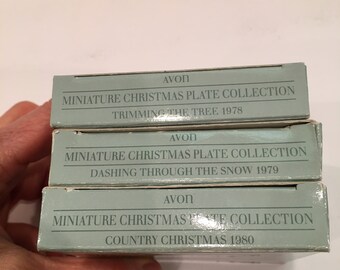 AVON
MINIATURE CHRISTMAS PLATE COLLECTION
TRIMMING THE TREE 1978
AVON
MINIATURE CHRISTMAS PLATE COLLECTION
DASHING THROUGH THE SNOW 1979
AVON
MINIATURE CHRISTMAS PLATE COLLECTION
COUNTRY CHRISTMAS 1980